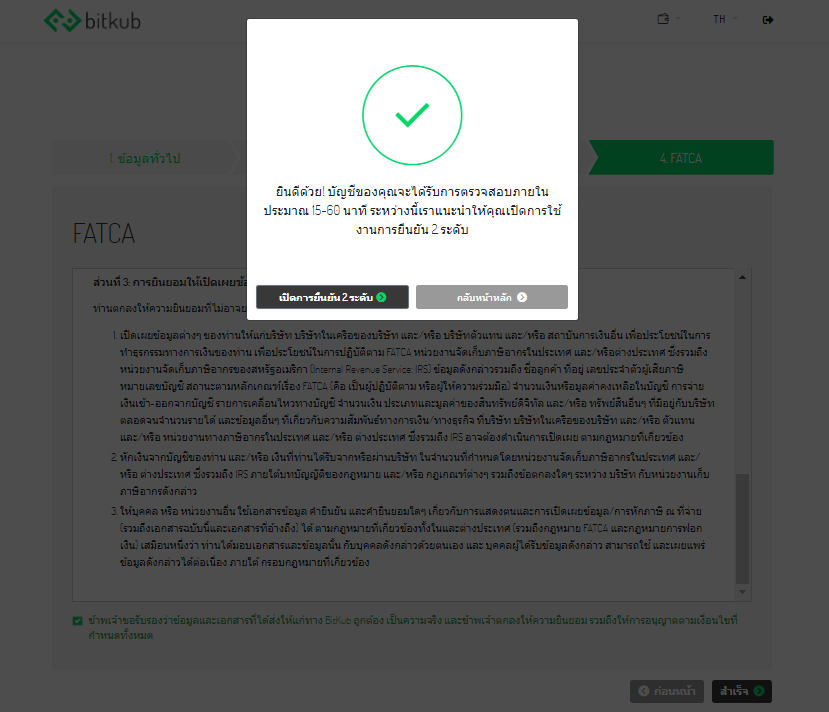 bitkub
TH
1. ข้อมูลทั่วไป
4. FATCA
ยินดีด้วย! บัญชีของคุณจะได้รับการตรวจสอบภายใน
ประมาณ 15-60 นาที ระหว่างนี้เราแนะนำให้คุณเปิดการใช้
งานการยืนยัน 2 ระดับ
เปิดการยืนยัน 2 ระดับ
กลับหน้าหลัก
FATCA
ส่วนที่ 3: การยินยอมให้เปิดเผยข้อ
ท่านตกลงให้ความยินยอมที่ไม่อาจย
1. เปิดเผยข้อมูลต่างๆ ของท่านให้แก่บริษัท บริษัทในเครือของบริษัท และ/หรือ บริษัทตัวแทน และ/หรือ สถาบันการเงินอื่น เพื่อประโยชน์ในการ
ทำธุรกรรมทางการเงินของท่าน เพื่อประโยชน์ในการปฏิบัติตาม FATCA หน่วยงานจัดเก็บภาษีอากรในประเทศ และ/หรือต่างประเทศ ซึ่งรวมถึง
หน่วยงานจัดเก็บภาษีอากรของสหรัฐอเมริกา (Internal Revenue Service: IRS) ข้อมูลดังกล่าวรวมถึง ชื่อลูกค้า ที่อยู่ เลขประจำตัวผู้เสียภาษี
หมายเลขบัญชี สถานะตามหลักเกณฑ์เรื่อง FATCA (คือ เป็นผู้ปฏิบัติตาม หรือผู้ให้ความร่วมมือ) จำนวนเงินหรือมูลค่าคงเหลือในบัญชี การจ่าย
เงินเข้า-ออกจากบัญชี รายการเคลื่อนไหวทางบัญชี จำนวนเงิน ประเภทและมูลค่าของสินทรัพย์ดิจิทัล และ/หรือ ทรัพย์สินอื่นๆ ที่มีอยู่กับบริษัท
ตลอดจนจำนวนรายได้ และข้อมูลอื่นๆ ที่เกี่ยวกับความสัมพันธ์ทางการเงิน/ทางธุรกิจ ที่บริษัท บริษัทในเครือของบริษัท และ/หรือ ตัวแทน
และ/หรือ หน่วยงานทางภาษีอากรในประเทศ และ/หรือ ต่างประเทศ ซึ่งรวมถึง IRS อาจต้องดำเนินการเปิดเผย ตามกฎหมายที่เกี่ยวข้อง
2. หักเงินจากบัญชีของท่าน และ/หรือ เงินที่ท่านได้รับจากหรือผ่านบริษัท ในจำนวนที่กำหนดโดยหน่วยงานจัดเก็บภาษีอากรในประเทศ และ/
หรือ ต่างประเทศ ซึ่งรวมถึง IRS ภายใต้บทบัญญัติของกฎหมาย และ/หรือ กฎเกณฑ์ต่างๆ รวมถึงข้อตกลงใดๆ ระหว่าง บริษัท กับหน่วยงานเก็บ
ภาษีอากรดังกล่าว
3. ให้บุคคล หรือ หน่วยงานอื่น ใช้เอกสารข้อมูล คำยืนยัน และคำยินยอมใดๆ เกี่ยวกับการแสดงตนและการเปิดเผยข้อมูล/การหักภาษี ณ ที่จ่าย
(รวมถึงเอกสารฉบับนี้และเอกสารที่อ้างถึง) ได้ ตามกฎหมายที่เกี่ยวข้องทั้งในและต่างประเทศ (รวมถึงกฎหมาย FATCA และกฎหมายการฟอก
เงิน) เสมือนหนึ่งว่า ท่านได้มอบเอกสารและข้อมูลนั้น กับบุคคลดังกล่าวด้วยตนเอง และ บุคคลผู้ได้รับข้อมูลดังกล่าว สามารถใช้ และเผยแพร่
ข้อมูลดังกล่าวได้ต่อเนื่อง ภายใต้ กรอบกฎหมายที่เกี่ยวข้อง
ข้าพเจ้าขอรับรองว่าข้อมูลและเอกสารที่ได้ส่งให้แก่ทาง BitKub ถูกต้อง เป็นความจริง และข้าพเจ้าตกลงให้ความยินยอม รวมถึงให้การอนุญาตตามเงื่อนไขที่
กำหนดทั้งหมด
ก่อนหน้า
สำเร็จ